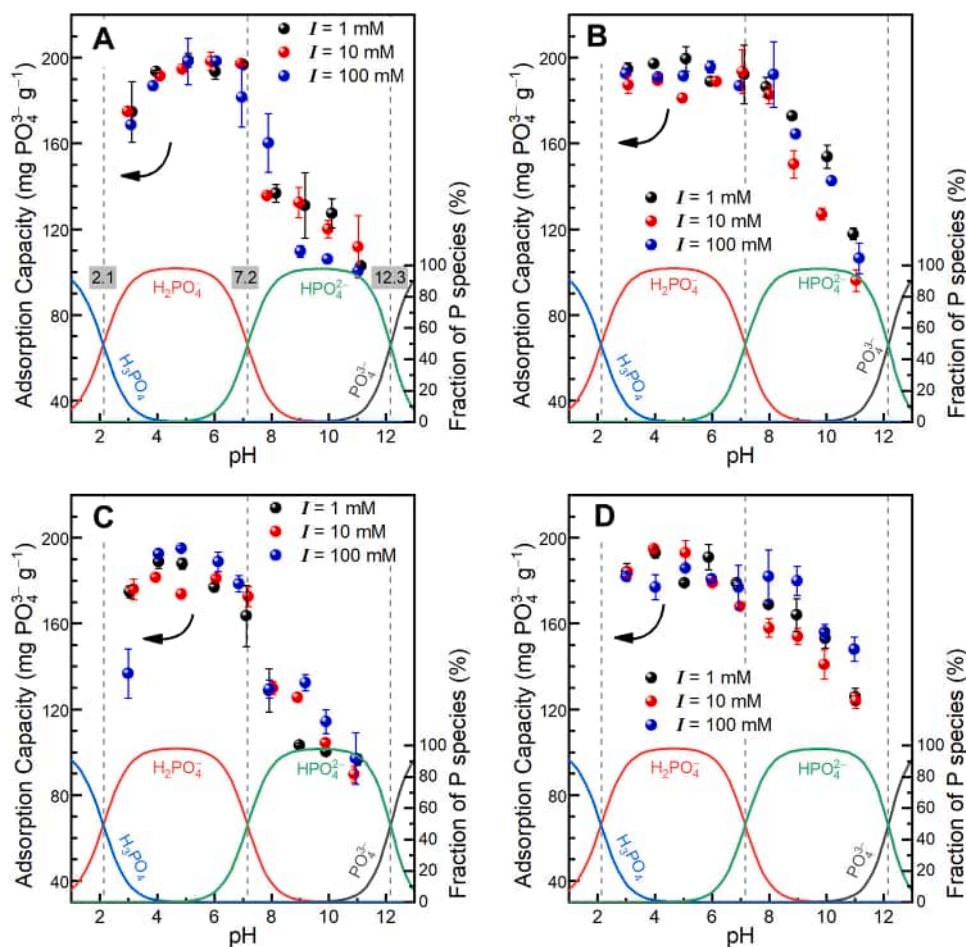 A
I = 1 mM
I = 10 mM
I = 100 mM
Adsorption Capacity (mg PO₄³⁻ g⁻¹)
200
160
120
80
40
2.1
7.2
12.3
H₃PO₄
H₂PO₄⁻
HPO₄²⁻
PO₄³⁻
100
80
60
40
20
0
Fraction of P species (%)
2 4 6 8 10 12
pH
B
I = 1 mM
I = 10 mM
I = 100 mM
Adsorption Capacity (mg PO₄³⁻ g⁻¹)
200
160
120
80
40
H₃PO₄
H₂PO₄⁻
HPO₄²⁻
PO₄³⁻
100
80
60
40
20
0
Fraction of P species (%)
2 4 6 8 10 12
pH
C
I = 1 mM
I = 10 mM
I = 100 mM
Adsorption Capacity (mg PO₄³⁻ g⁻¹)
200
160
120
80
40
H₃PO₄
H₂PO₄⁻
HPO₄²⁻
PO₄³⁻
100
80
60
40
20
0
Fraction of P species (%)
2 4 6 8 10 12
pH
D
I = 1 mM
I = 10 mM
I = 100 mM
Adsorption Capacity (mg PO₄³⁻ g⁻¹)
200
160
120
80
40
H₃PO₄
H₂PO₄⁻
HPO₄²⁻
PO₄³⁻
100
80
60
40
20
0
Fraction of P species (%)
2 4 6 8 10 12
pH